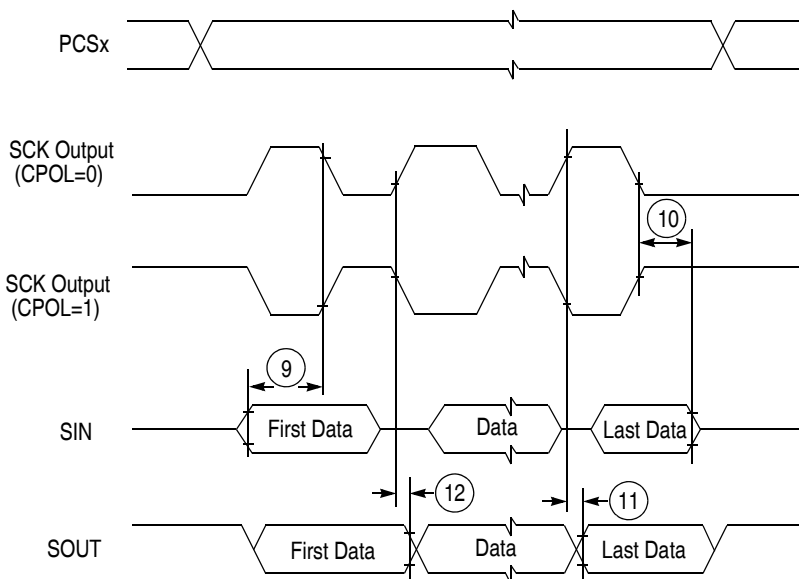 PCSx
SCK Output
(CPOL=0)
10
SCK Output
(CPOL=1)
9
SIN
First Data
Data
Last Data
12
11
SOUT
First Data
Data
Last Data